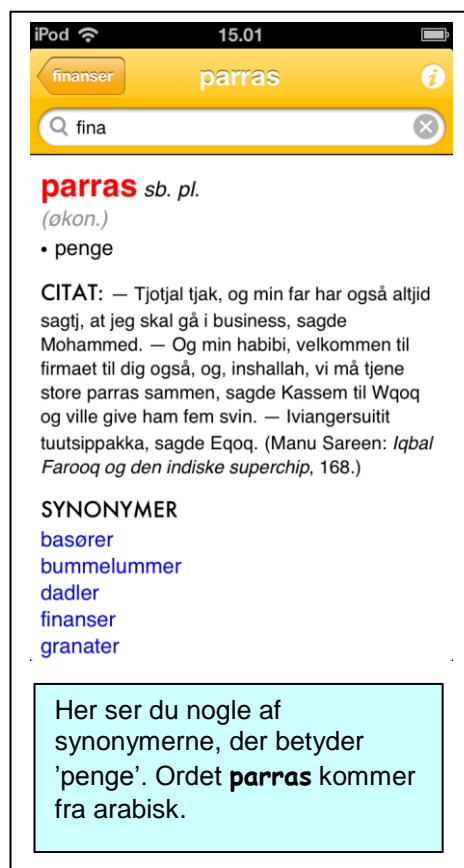 iPod 15.01
finanser parras i
fina
parras sb. pl.
(økon.)
• penge
CITAT: — Tjotjal tjak, og min far har også altjid
sagtj, at jeg skal gå i business, sagde
Mohammed. — Og min habibi, velkommen til
firmaet til dig også, og, inshallah, vi må tjene
store parras sammen, sagde Kassem til Wqoq
og ville give ham fem svin. — Iviangersuitit
tuutsippakka, sagde Eqoq. (Manu Sareen: Iqbal
Farooq og den indiske superchip, 168.)
SYNONYMER
basører
bummelummer
dadler
finanser
granater
Her ser du nogle af
synonymerne, der betyder
’penge’. Ordet parras kommer
fra arabisk.